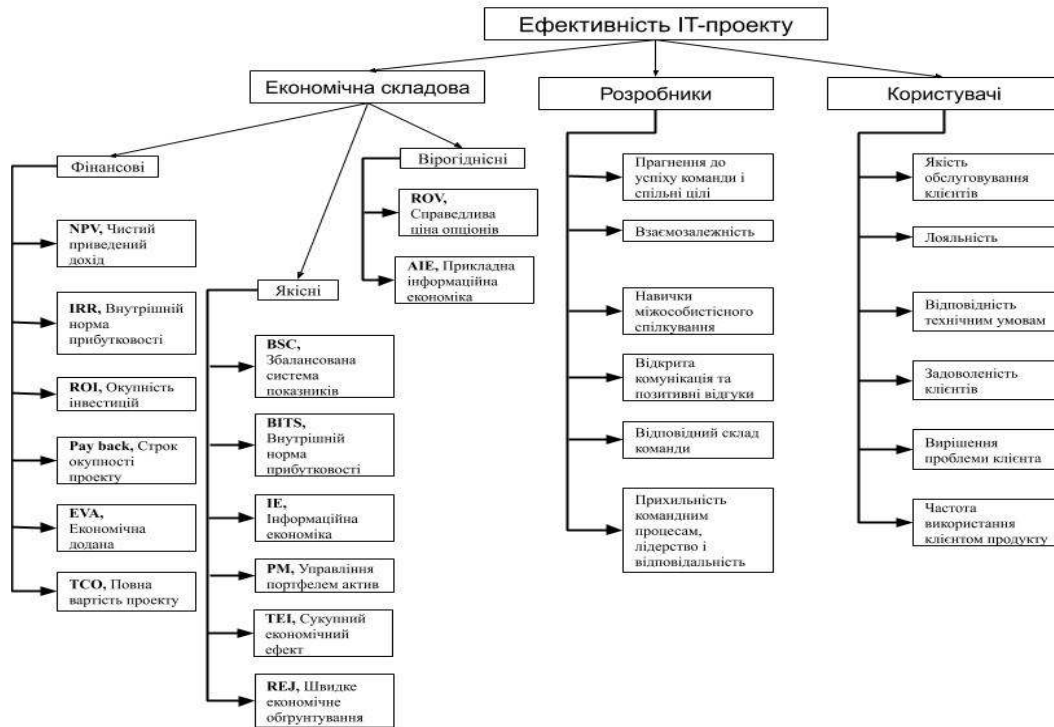 Ефективність ІТ-проекту
Економічна складова
Розробники
Користувачі
Фінансові
NPV, Чистий
приведений
дохід
IRR, Внутрішній
норма
прибутковості
ROI, Окупність
інвестицій
Pay back, Строк
окупності
проекту
EVA,
Економічна
додана
TCO, Повна
вартість проекту
Якісні
BSC,
Збалансована
система
показників
BITS,
Внутрішній
норма
прибутковості
IE,
Інформаційна
економіка
PM, Управління
портфелем актив
TEI, Сукупний
економічний
ефект
REJ, Швидке
економічне
обґрунтування
Вірогіднісні
ROV,
Справедлива
ціна опціонів
AIE, Прикладна
інформаційна
економіка
Прагнення до
успіху команди і
спільні цілі
Взаємозалежність
Навички
міжособистісного
спілкування
Відкрита
комунікація та
позитивні відгуки
Відповідний склад
команди
Прихильність
командним
процесам,
лідерство і
відповідальність
Якість
обслуговування
клієнтів
Лояльність
Відповідність
технічним умовам
Задоволеність
клієнтів
Вирішення
проблеми клієнта
Частота
використання
клієнтом продукту